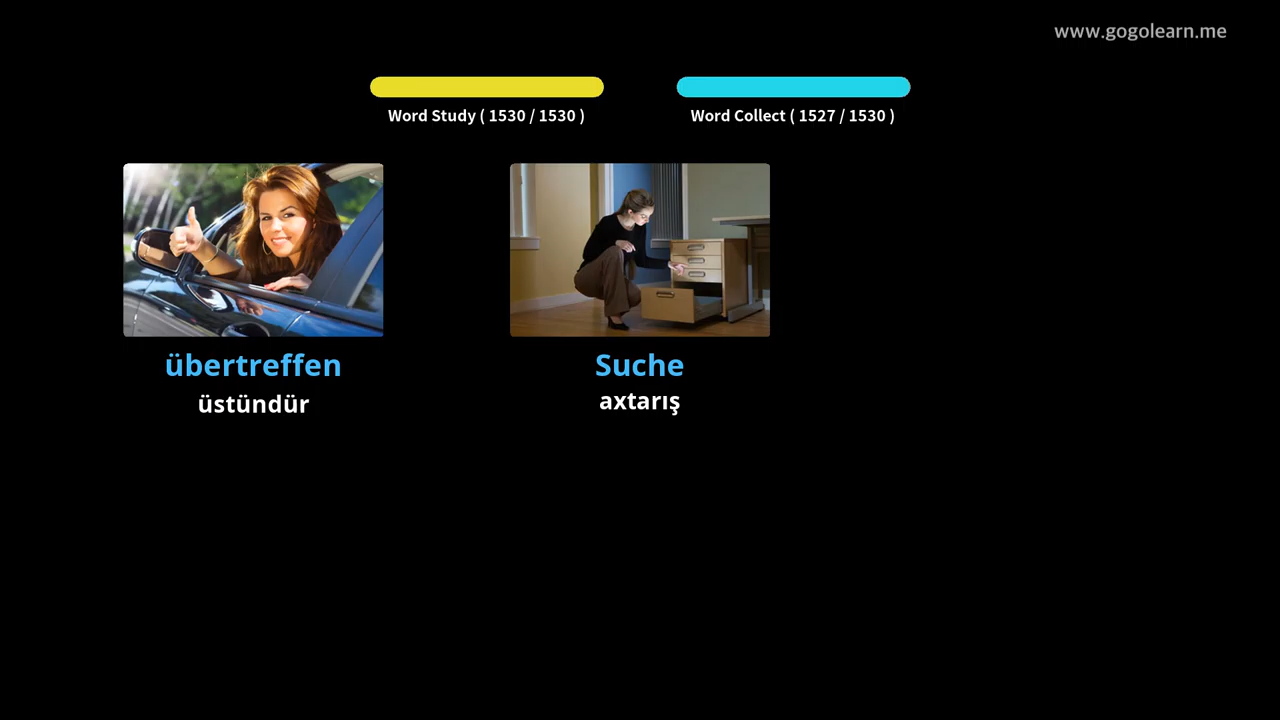 www.gogolearn.me
Word Study ( 1530 / 1530 )
Word Collect ( 1527 / 1530 )
übertreffen
üstündür
Suche
axtarış